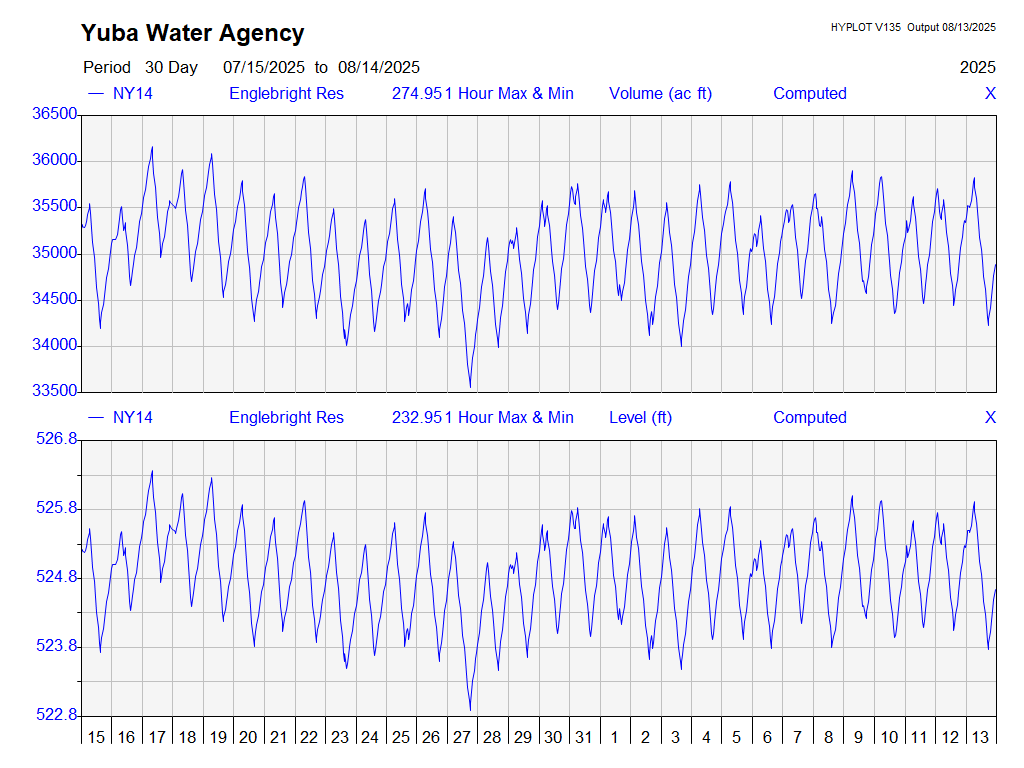 Yuba Water Agency
HYPLOT V135 Output 08/13/2025
Period 30 Day 07/15/2025 to 08/14/2025 2025
NY14 Englebright Res 274.951 Hour Max & Min Volume (ac ft) Computed X
36500
36000
35500
35000
34500
34000
33500
NY14 Englebright Res 232.951 Hour Max & Min Level (ft) Computed X
526.8
525.8
524.8
523.8
522.8
15 16 17 18 19 20 21 22 23 24 25 26 27 28 29 30 31 1 2 3 4 5 6 7 8 9 10 11 12 13